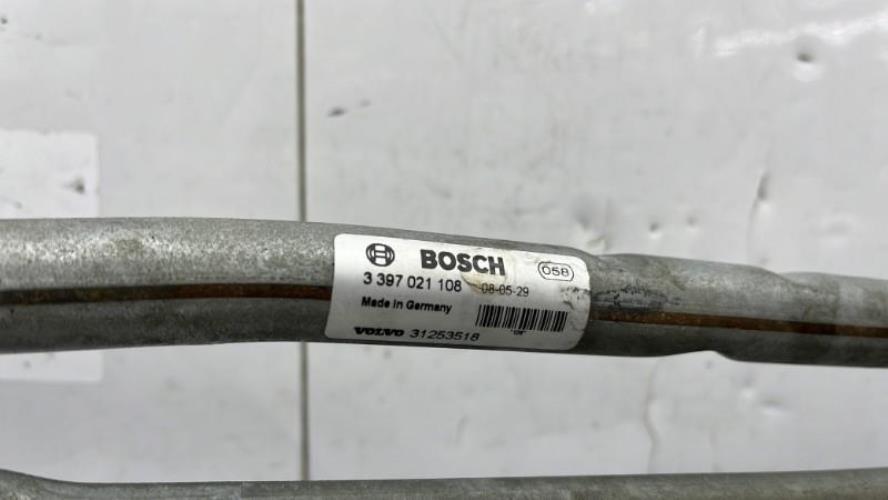 BOSCH 058
3 397 021 108 08-05-29
Made in Germany
VOLVO 31253518